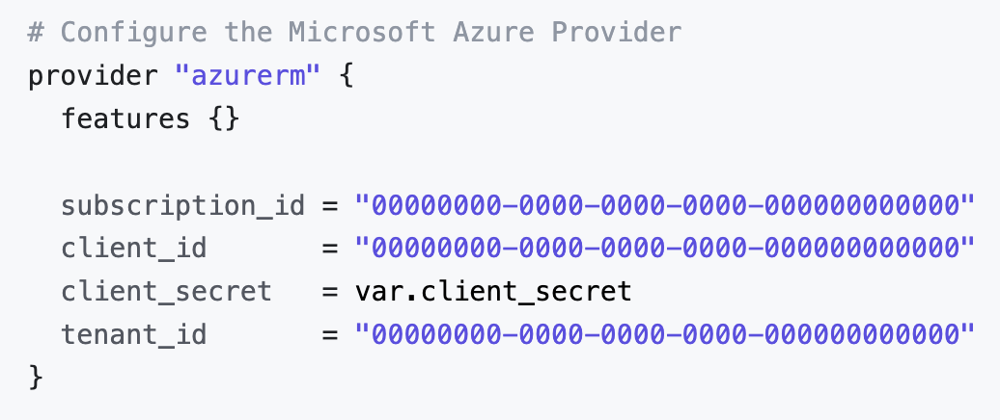 # Configure the Microsoft Azure Provider
provider "azurerm" {
  features {}

  subscription_id = "00000000-0000-0000-0000-000000000000"
  client_id       = "00000000-0000-0000-0000-000000000000"
  client_secret   = var.client_secret
  tenant_id       = "00000000-0000-0000-0000-000000000000"
}